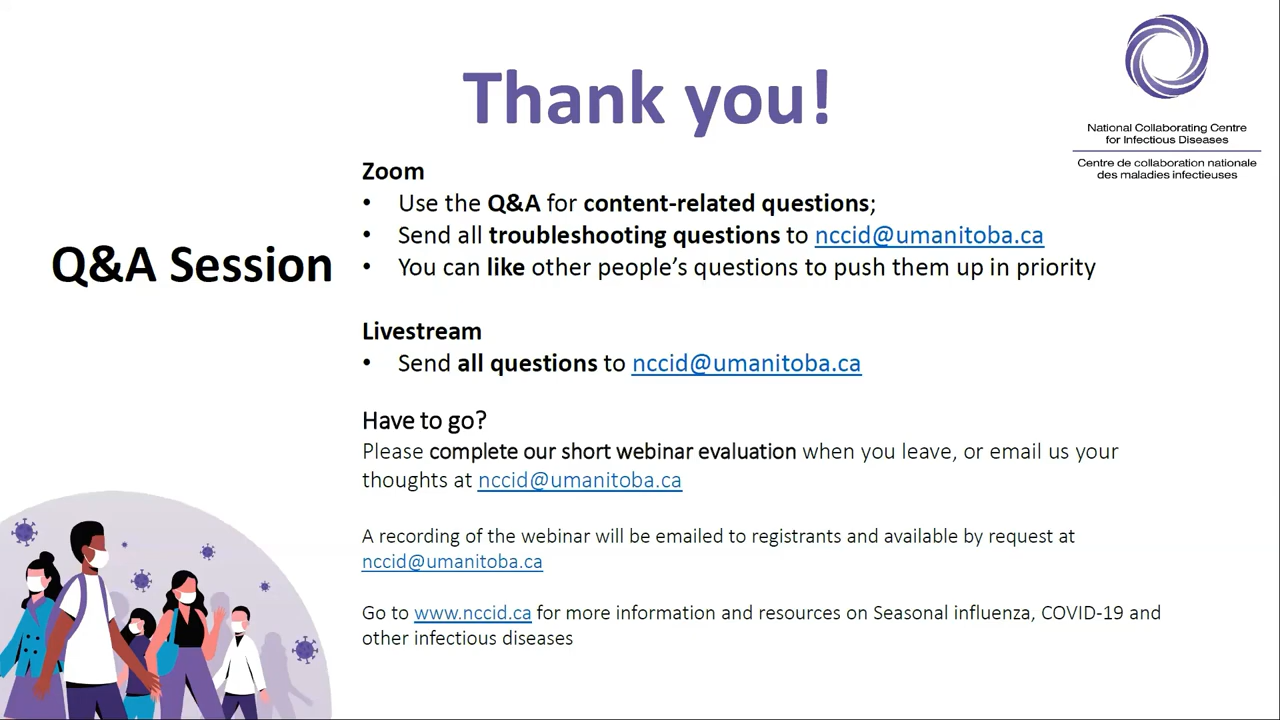 Thank you!
National Collaborating Centre
for Infectious Diseases
Centre de collaboration nationale
des maladies infectieuses
Q&A Session
Zoom
• Use the Q&A for content-related questions;
• Send all troubleshooting questions to nccid@umanitoba.ca
• You can like other people’s questions to push them up in priority
Livestream
• Send all questions to nccid@umanitoba.ca
Have to go?
Please complete our short webinar evaluation when you leave, or email us your
thoughts at nccid@umanitoba.ca
A recording of the webinar will be emailed to registrants and available by request at
nccid@umanitoba.ca
Go to www.nccid.ca for more information and resources on Seasonal influenza, COVID-19 and
other infectious diseases